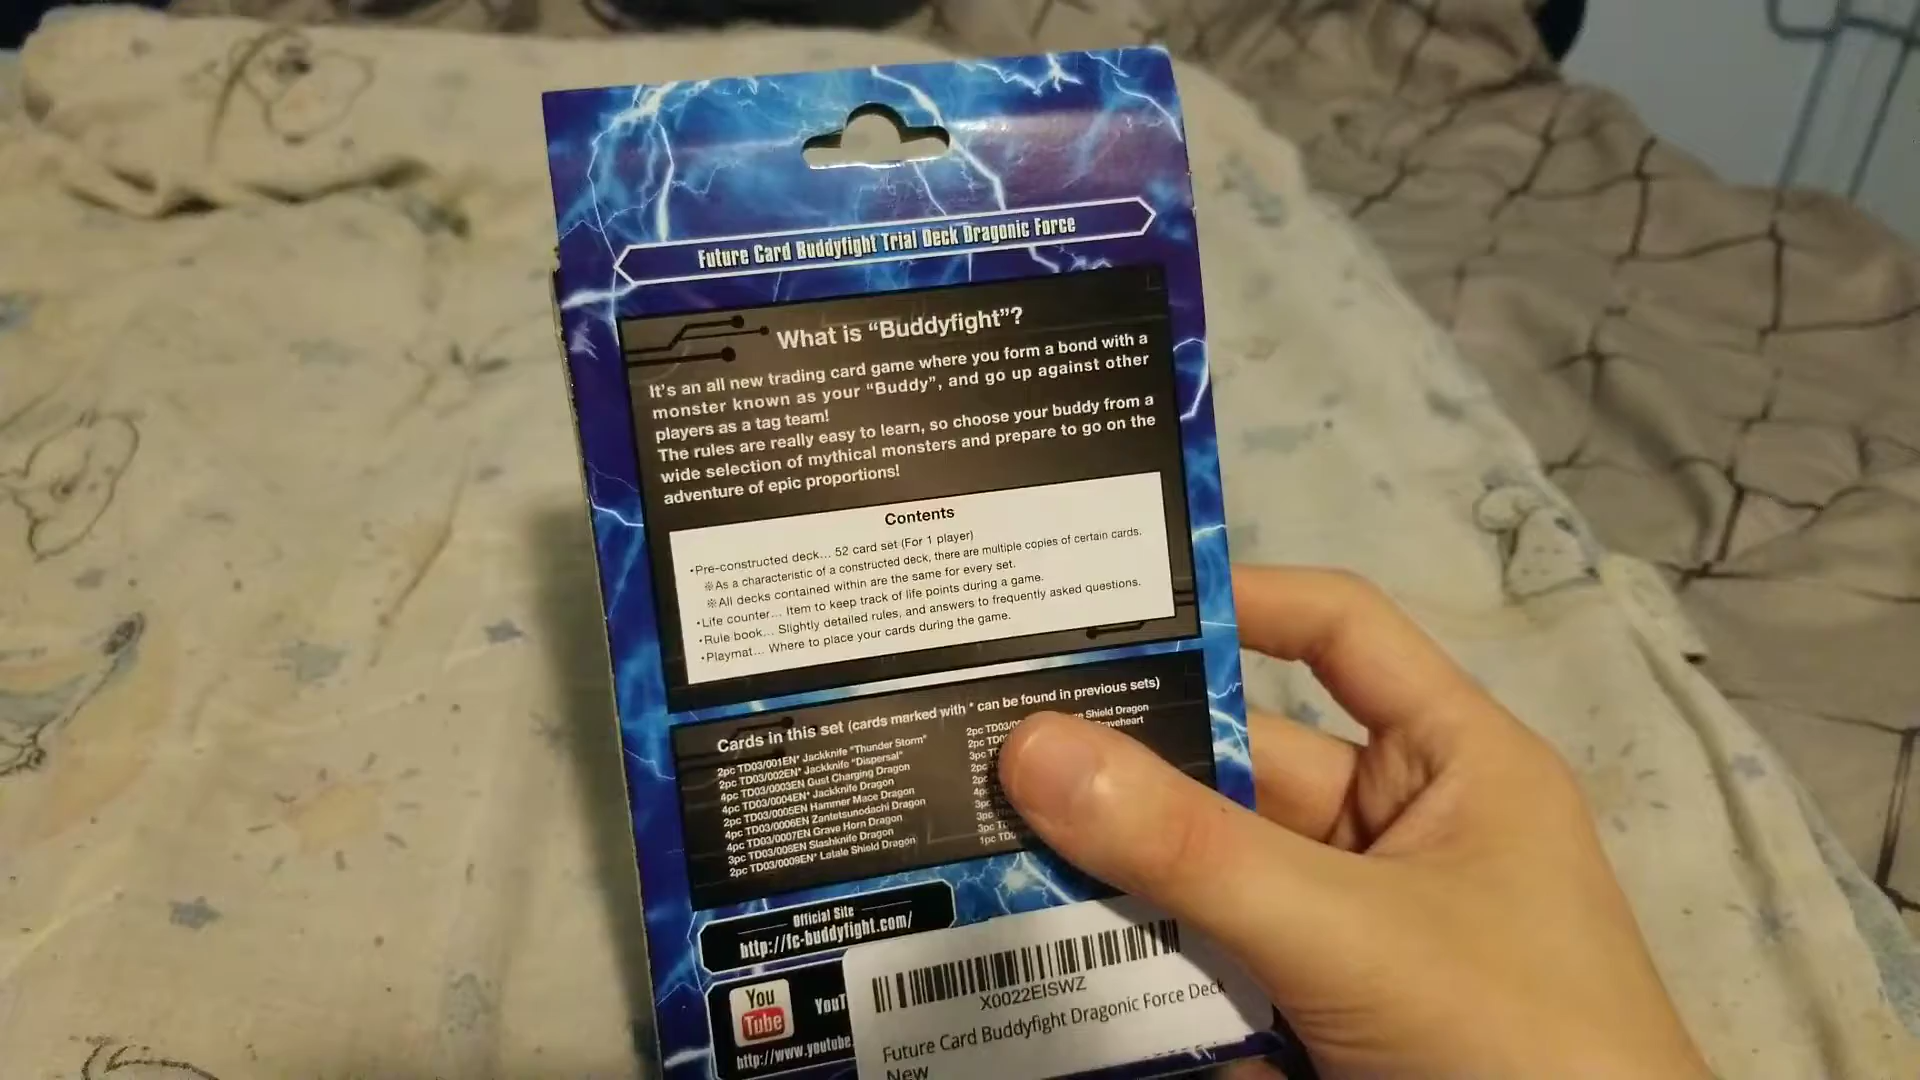 Future Card Buddyfight Trial Deck Dragonic Force
What is “Buddyfight”?
It's an all new trading card game where you form a bond with a
monster known as your “Buddy”, and go up against other
players as a tag team!
The rules are really easy to learn, so choose your buddy from a
wide selection of mythical monsters and prepare to go on the
adventure of epic proportions!
Contents
・Pre-constructed deck... 52 card set (For 1 player)
※As a characteristic of a constructed deck, there are multiple copies of certain cards.
※All decks contained within are the same for every set.
・Life counter... Item to keep track of life points during a game.
・Rule book... Slightly detailed rules, and answers to frequently asked questions.
・Playmat... Where to place your cards during the game.
Cards in this set (cards marked with * can be found in previous sets)
2pc TD03/001EN* Jackknife "Thunder Storm"
2pc TD03/002EN* Jackknife "Dispersal"
4pc TD03/0003EN Gust Charging Dragon
4pc TD03/0004EN* Jackknife Dragon
2pc TD03/0005EN Hammer Mace Dragon
4pc TD03/0006EN Zantetsunodachi Dragon
4pc TD03/0007EN Grave Horn Dragon
3pc TD03/008EN Slashknife Dragon
2pc TD03/0009EN* Latale Shield Dragon
2pc Shield Dragon
2pc
3pc
2pc
2pc
4pc
3pc
3pc
3pc
1pc
Official Site
http://fc-buddyfight.com/
You
Tube
http://www.youtube.
X0022EISWZ
Future Card Buddyfight Dragonic Force Deck
New